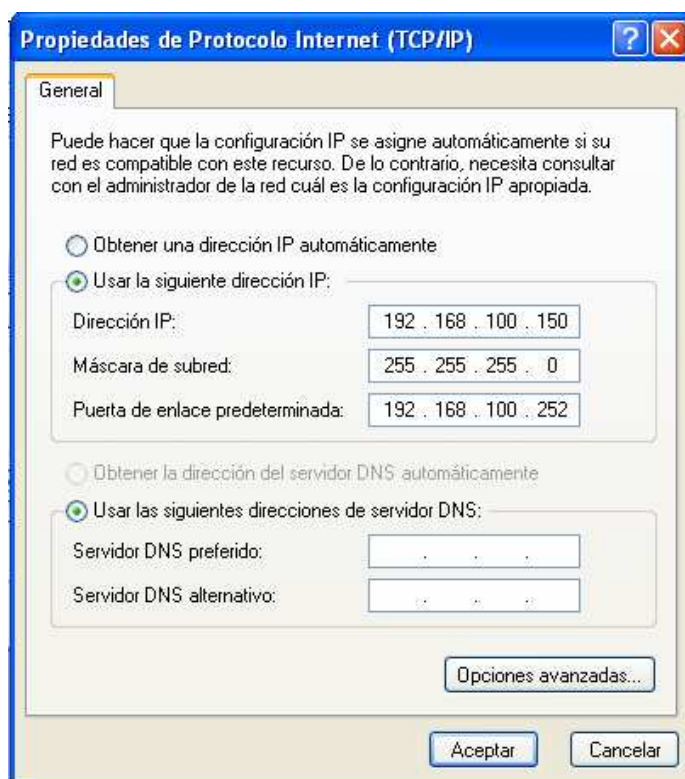 Propiedades de Protocolo Internet (TCP/IP)
General
Puede hacer que la configuración IP se asigne automáticamente si su
red es compatible con este recurso. De lo contrario, necesita consultar
con el administrador de la red cuál es la configuración IP apropiada.
Obtener una dirección IP automáticamente
Usar la siguiente dirección IP:
Dirección IP: 192 . 168 . 100 . 150
Máscara de subred: 255 . 255 . 255 . 0
Puerta de enlace predeterminada: 192 . 168 . 100 . 252
Obtener la dirección del servidor DNS automáticamente
Usar las siguientes direcciones de servidor DNS:
Servidor DNS preferido: . . .
Servidor DNS alternativo: . . .
Opciones avanzadas...
Aceptar Cancelar